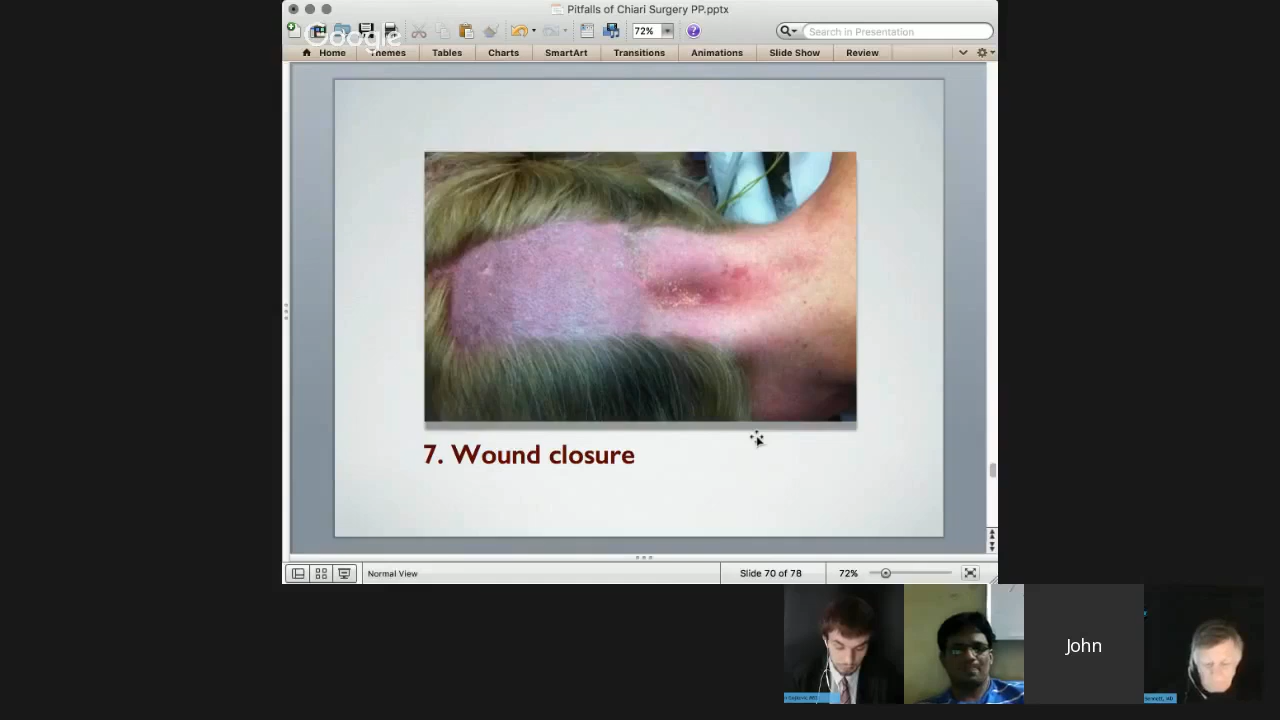 Pitfalls of Chiari Surgery PP.pptx
Google
72%
Search in Presentation
Home Themes Tables Charts SmartArt Transitions Animations Slide Show Review
7. Wound closure
Normal View Slide 70 of 78 72%
John